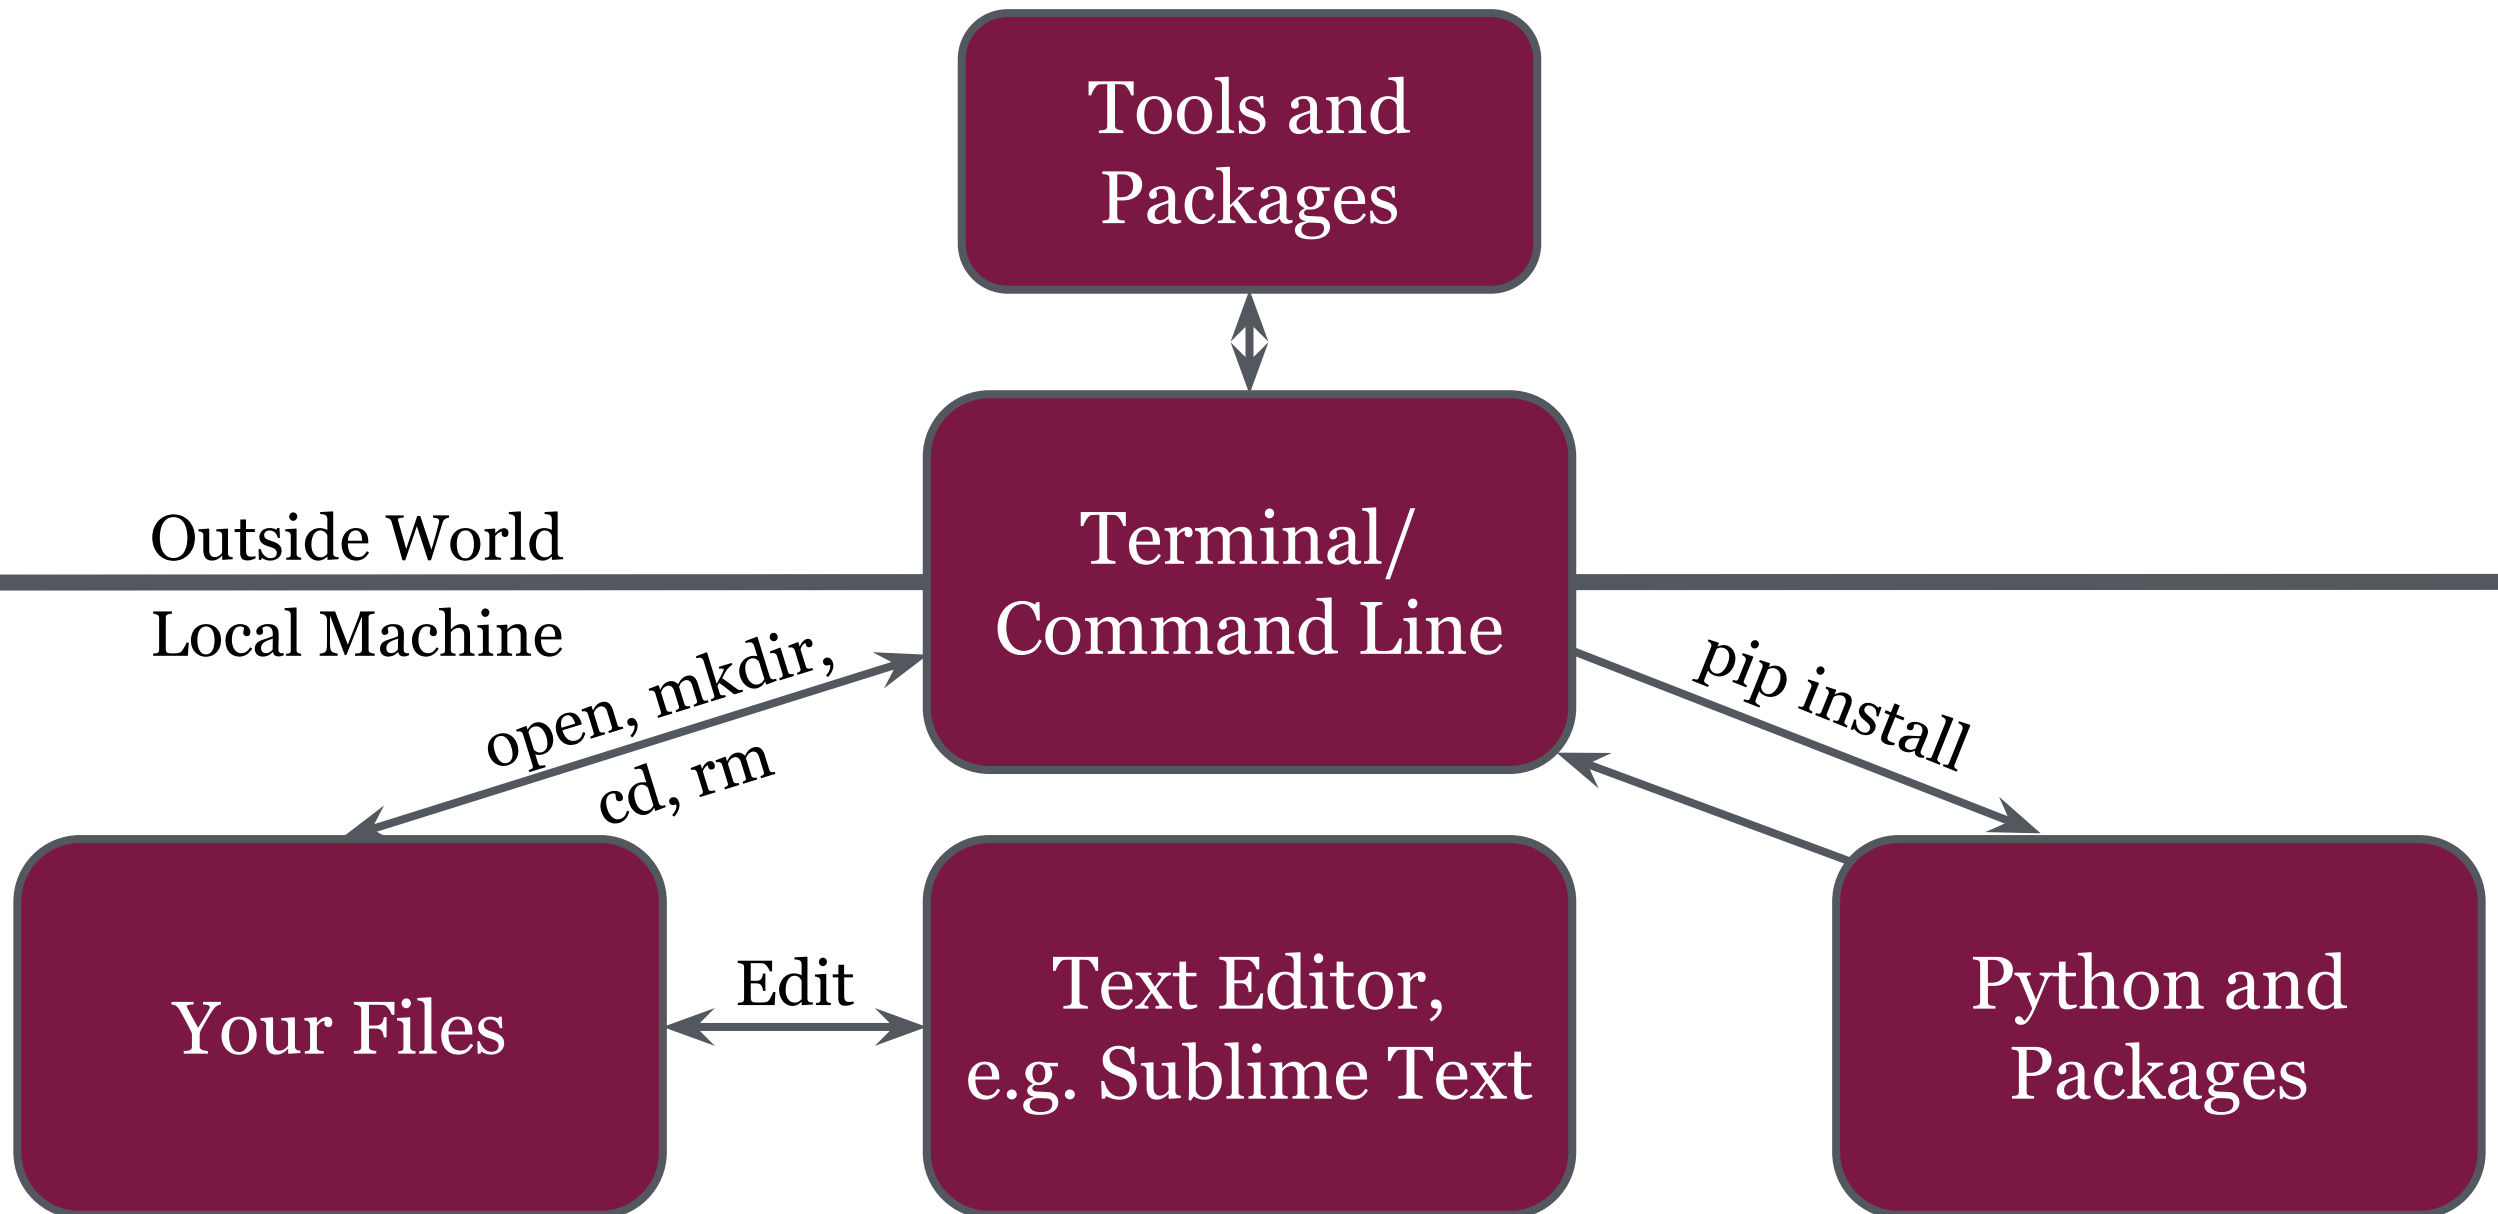 Tools and
Packages
Outside World
Local Machine
Terminal/
Command Line
open, mkdair,
cd, rm
pip install
Your Files
Edit
Text Editor,
e.g. Sublime Text
Python and
Packages